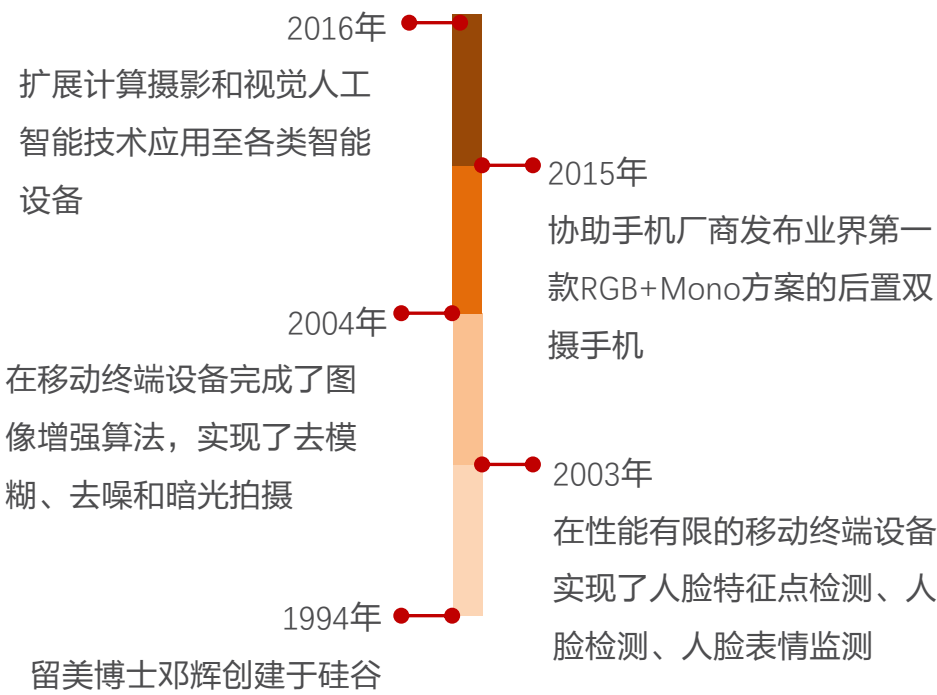 2016年
扩展计算摄影和视觉人工
智能技术应用至各类智能
设备
2015年
协助手机厂商发布业界第一
款RGB+Mono方案的后置双
摄手机
2004年
在移动终端设备完成了图
像增强算法，实现了去模
糊、去噪和暗光拍摄
2003年
在性能有限的移动终端设备
实现了人脸特征点检测、人
脸检测、人脸表情监测
1994年
留美博士邓辉创建于硅谷